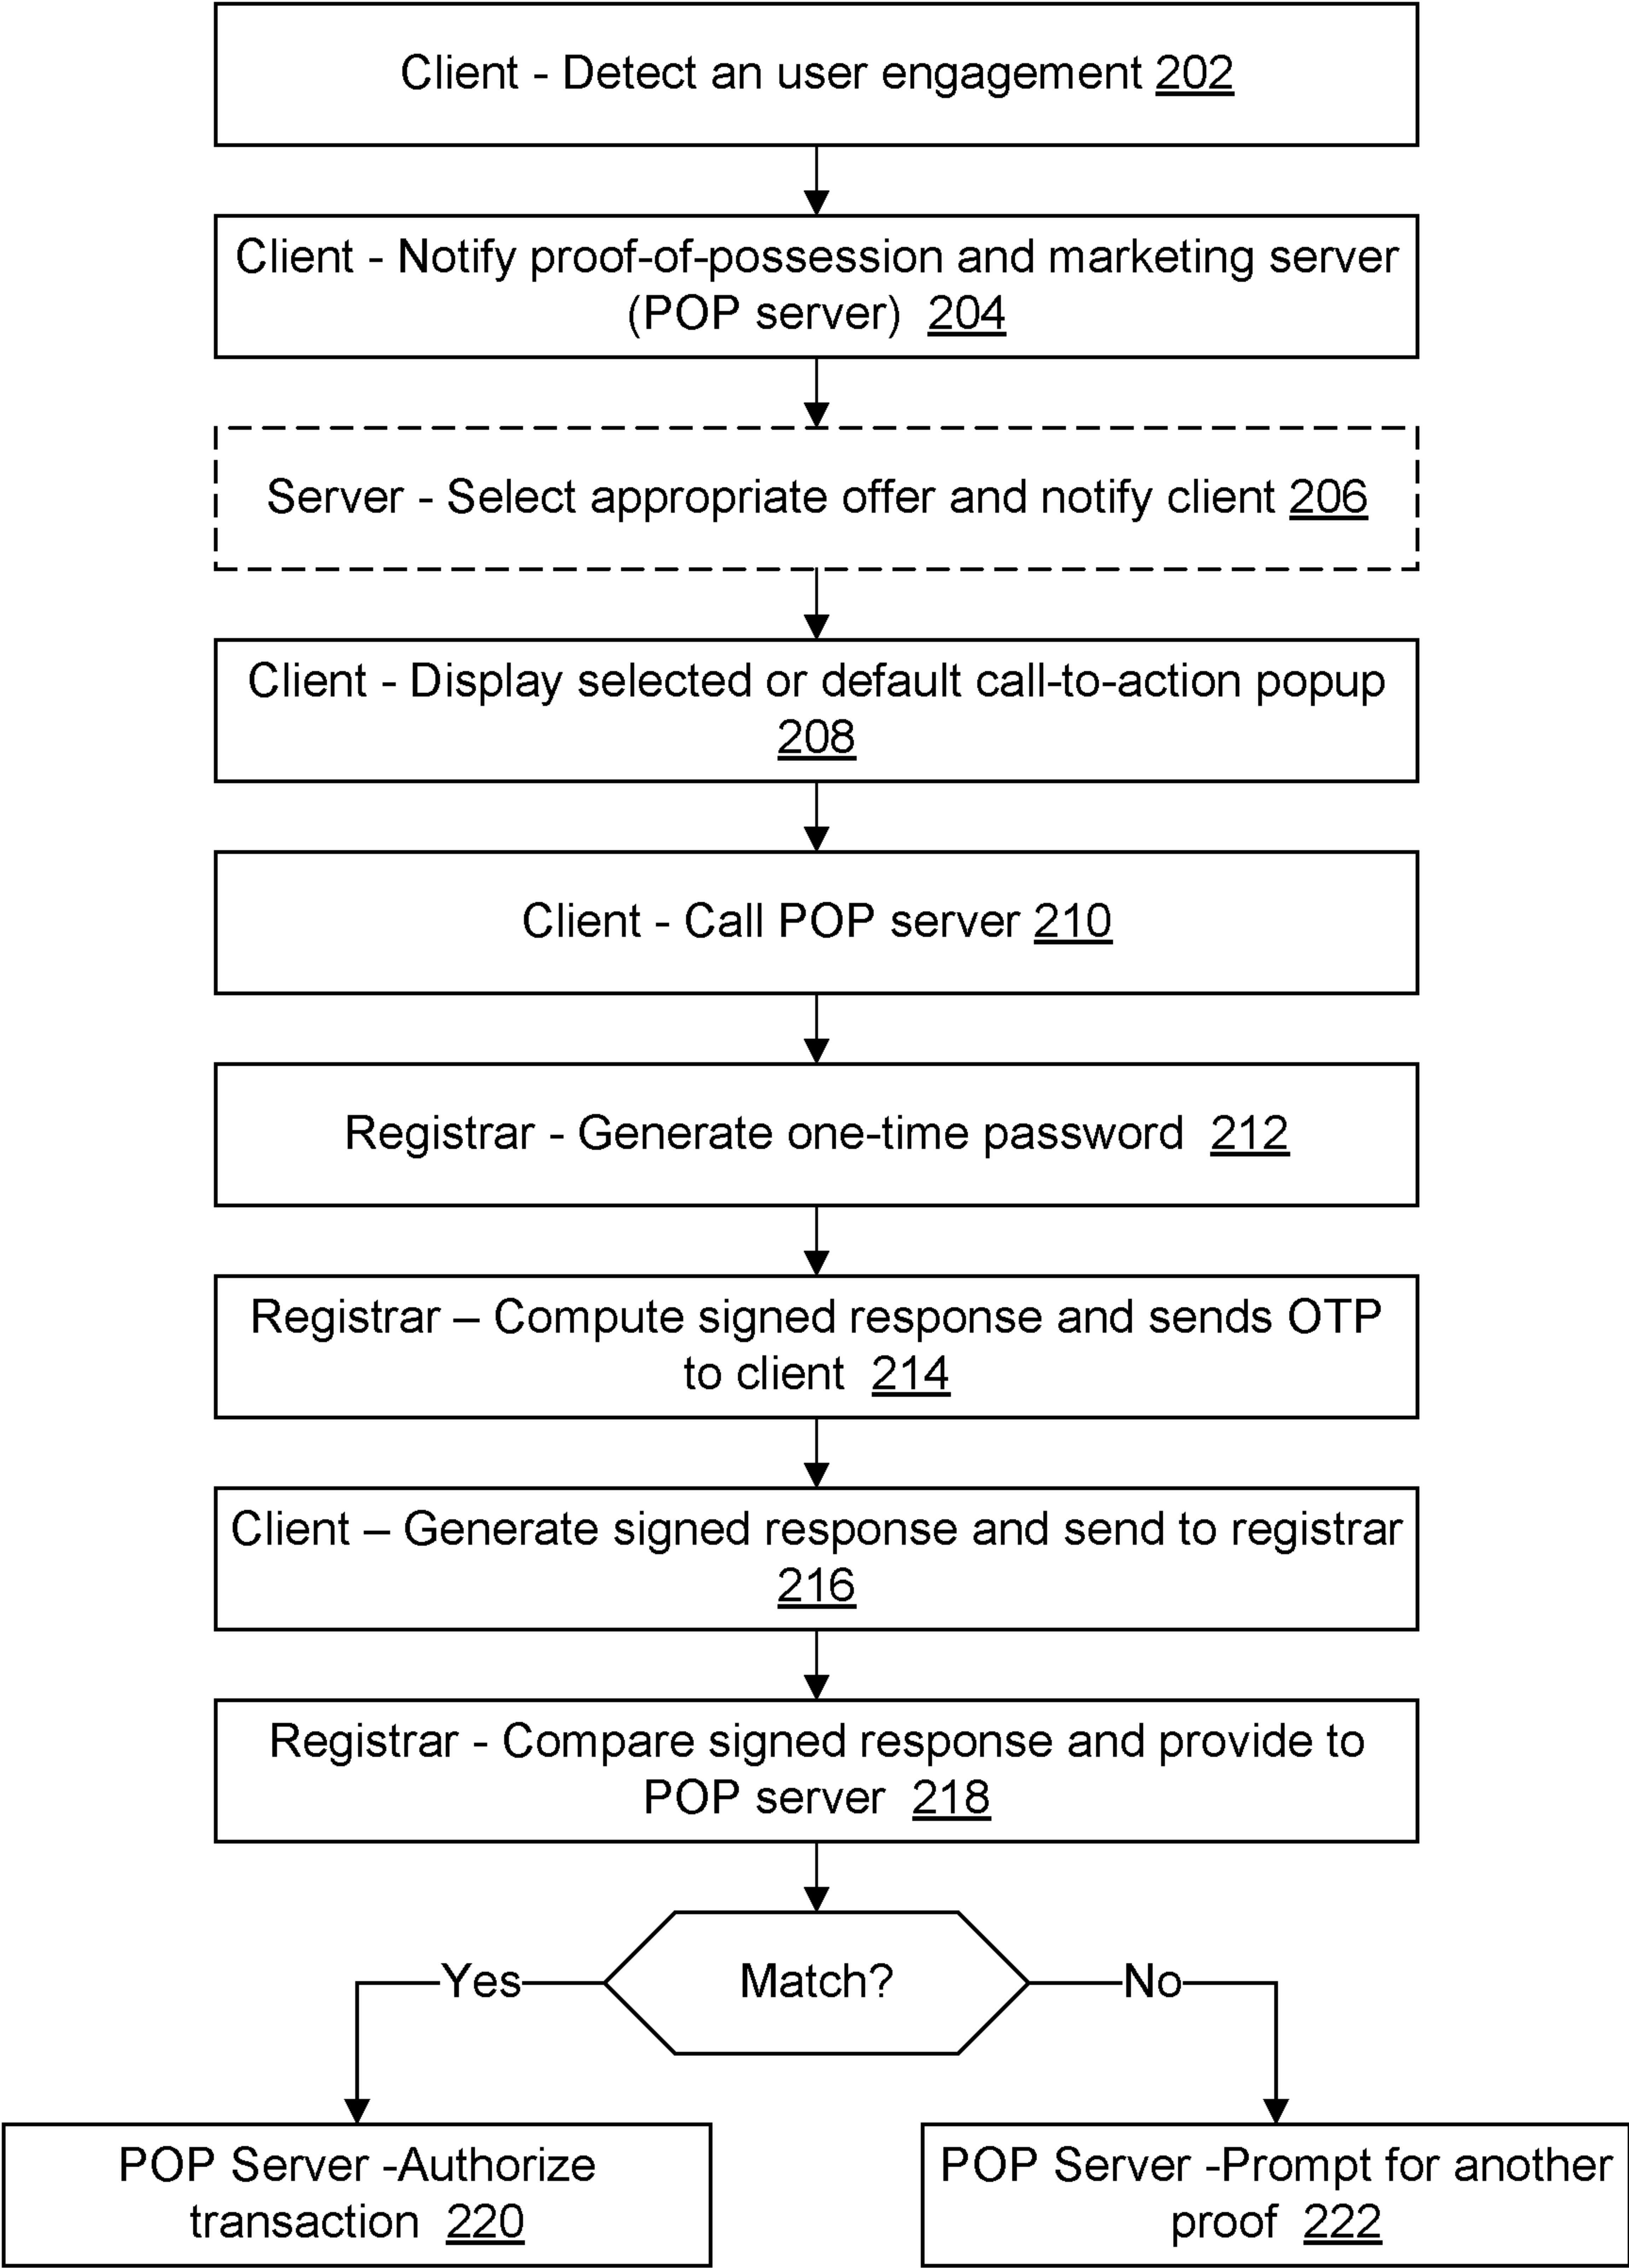 Client - Detect an user engagement 202
Client - Notify proof-of-possession and marketing server
(POP server) 204
Server - Select appropriate offer and notify client 206
Client - Display selected or default call-to-action popup
208
Client - Call POP server 210
Registrar - Generate one-time password 212
Registrar – Compute signed response and sends OTP
to client 214
Client – Generate signed response and send to registrar
216
Registrar - Compare signed response and provide to
POP server 218
Match?
Yes
No
POP Server -Authorize
transaction 220
POP Server -Prompt for another
proof 222